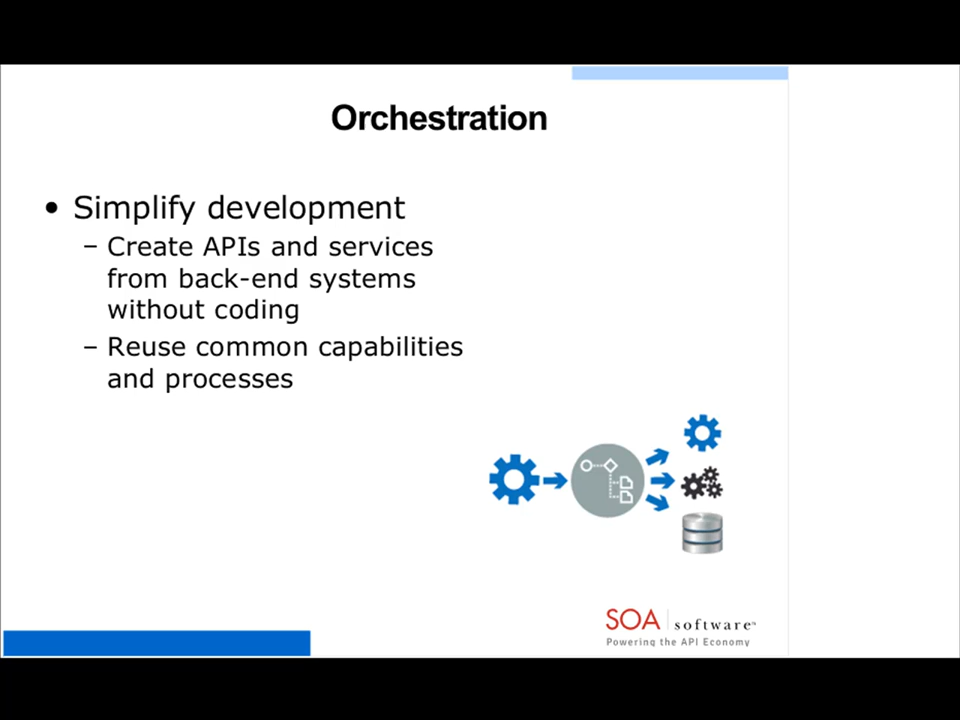 Orchestration
• Simplify development
– Create APIs and services
from back-end systems
without coding
– Reuse common capabilities
and processes
SOA software™
Powering the API Economy